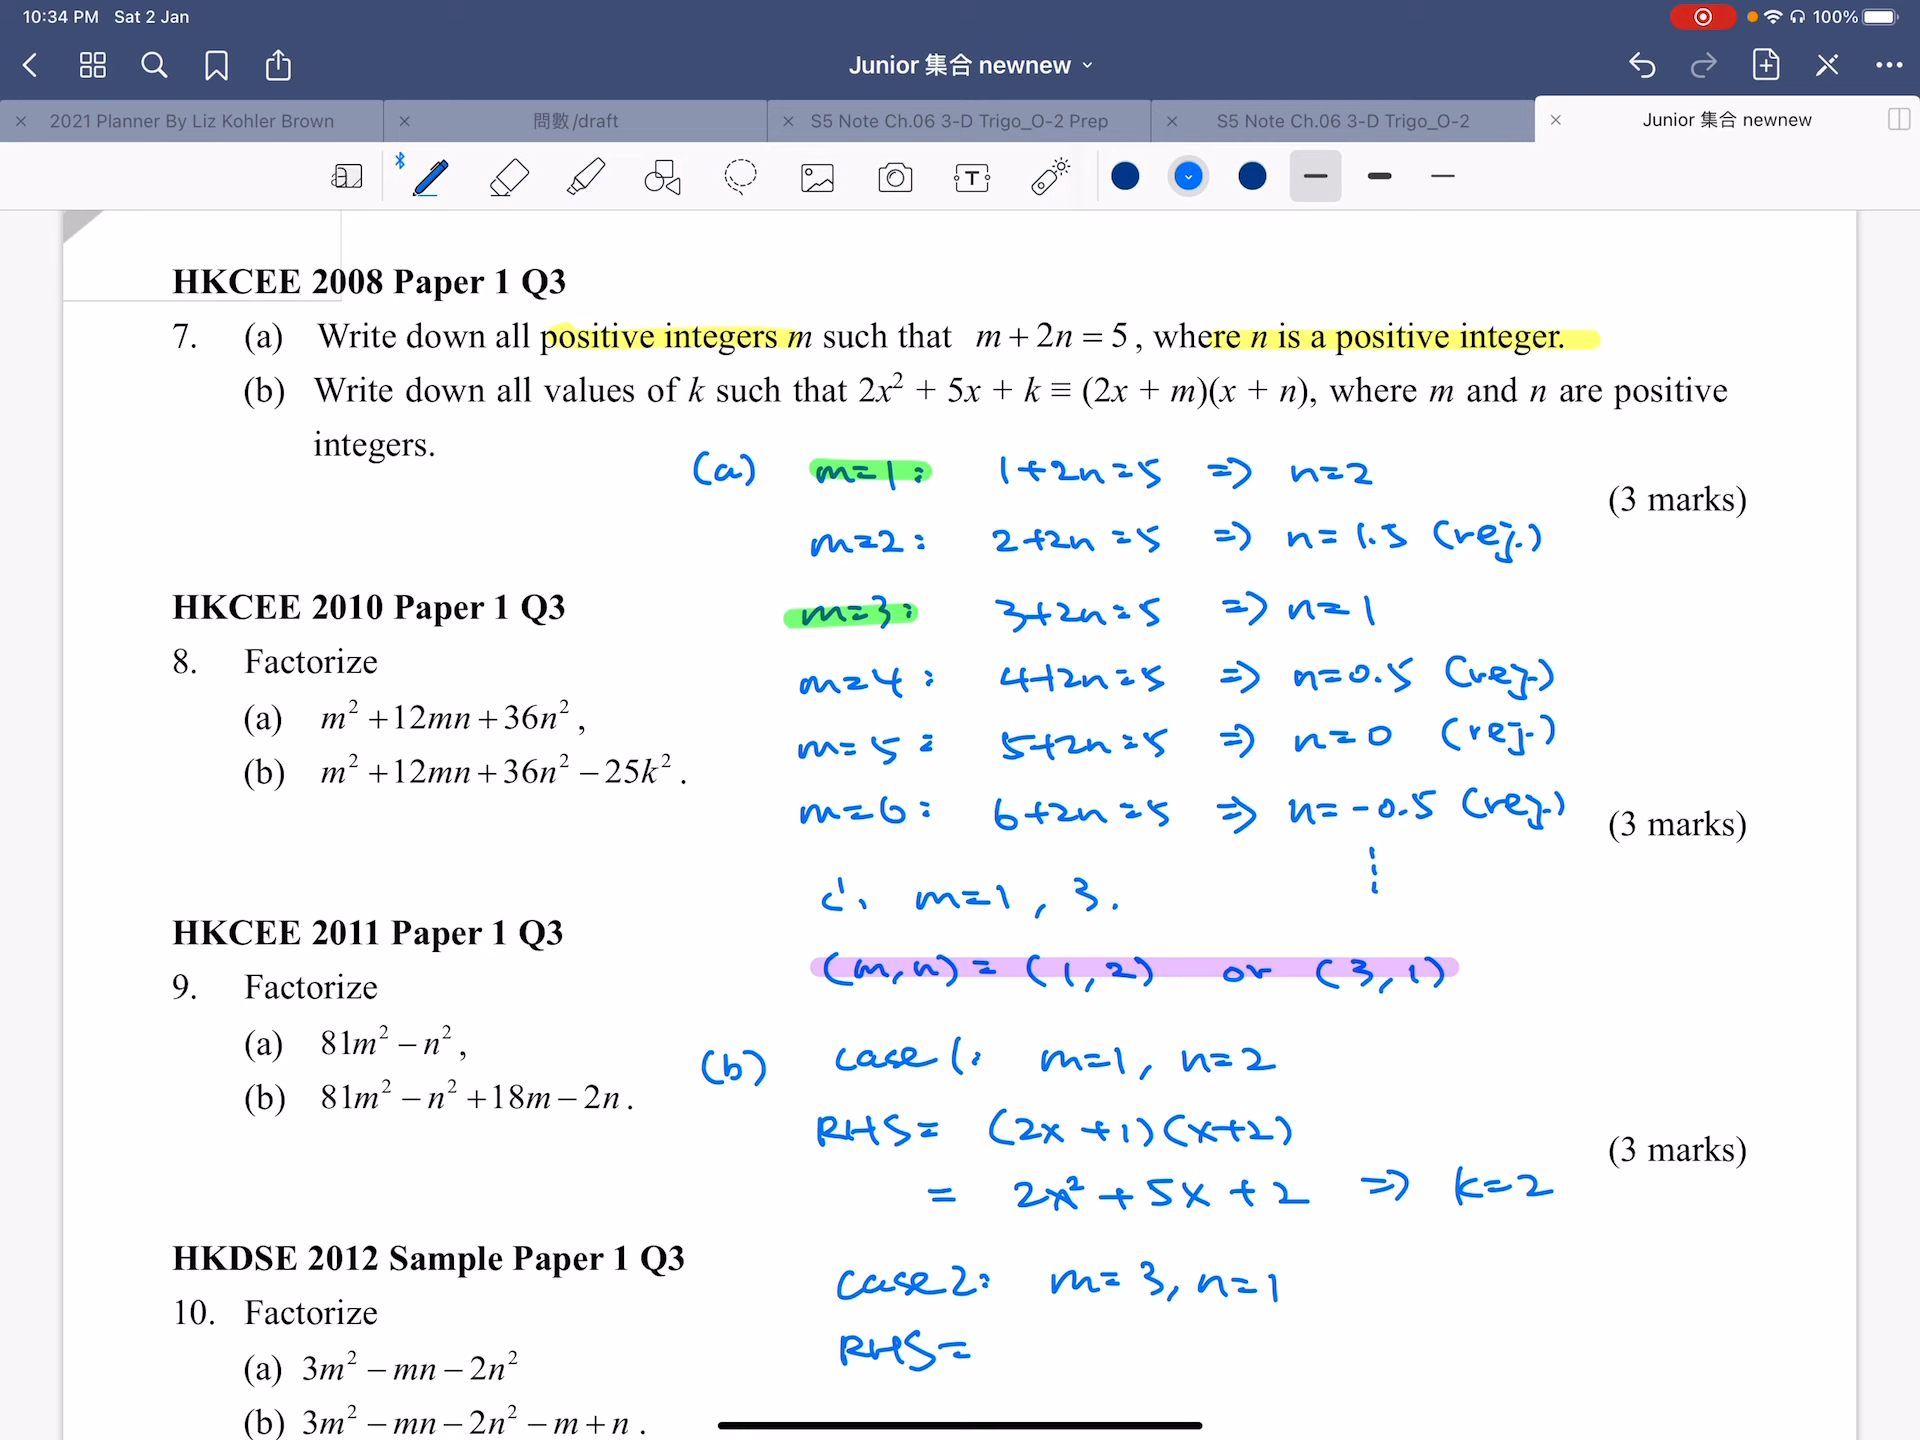 10:34 PM Sat 2 Jan 100%
Junior 集合 newnew
2021 Planner By Liz Kohler Brown
問數/draft
S5 Note Ch.06 3-D Trigo_O-2 Prep
S5 Note Ch.06 3-D Trigo_O-2
Junior 集合 newnew
HKCEE 2008 Paper 1 Q3
7. (a) Write down all positive integers m such that m + 2n = 5, where n is a positive integer.
(b) Write down all values of k such that 2x² + 5x + k ≡ (2x + m)(x + n), where m and n are positive
integers.
(3 marks)
(a) m=1: 1+2n=5 => n=2
m=2: 2+2n=5 => n=1.5 (rej.)
m=3: 3+2n=5 => n=1
m=4: 4+2n=5 => n=0.5 (rej.)
m=5: 5+2n=5 => n=0 (rej.)
m=6: 6+2n=5 => n=-0.5 (rej.)
∴ m=1, 3.
(m,n) = (1,2) or (3,1)
(b) case 1: m=1, n=2
RHS= (2x+1)(x+2)
= 2x²+5x+2 => k=2
case 2: m=3, n=1
RHS=
HKCEE 2010 Paper 1 Q3
8. Factorize
(a) m² + 12mn + 36n²,
(b) m² + 12mn + 36n² − 25k².
(3 marks)
HKCEE 2011 Paper 1 Q3
9. Factorize
(a) 81m² − n²,
(b) 81m² − n² + 18m − 2n.
(3 marks)
HKDSE 2012 Sample Paper 1 Q3
10. Factorize
(a) 3m² − mn − 2n²
(b) 3m² − mn − 2n² − m + n.